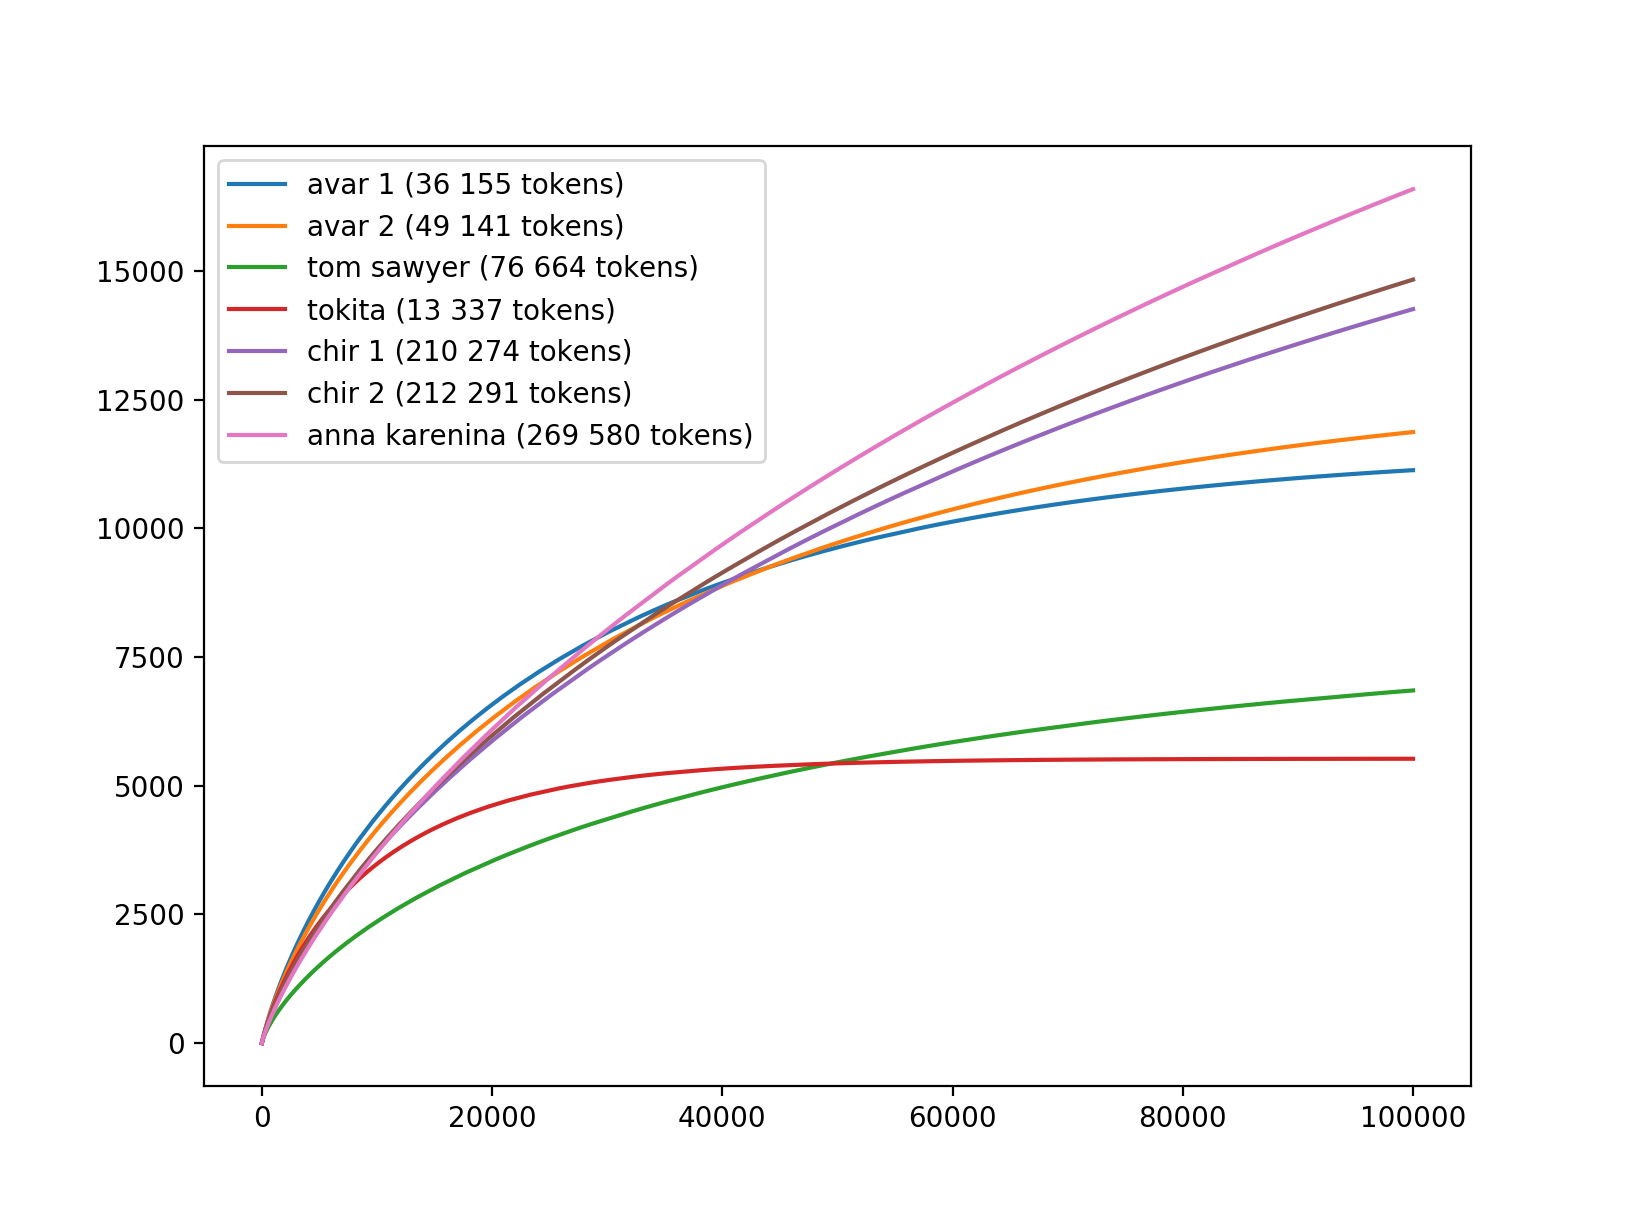 avar 1 (36 155 tokens)
avar 2 (49 141 tokens)
tom sawyer (76 664 tokens)
tokita (13 337 tokens)
chir 1 (210 274 tokens)
chir 2 (212 291 tokens)
anna karenina (269 580 tokens)
15000
12500
10000
7500
5000
2500
0
0 20000 40000 60000 80000 100000